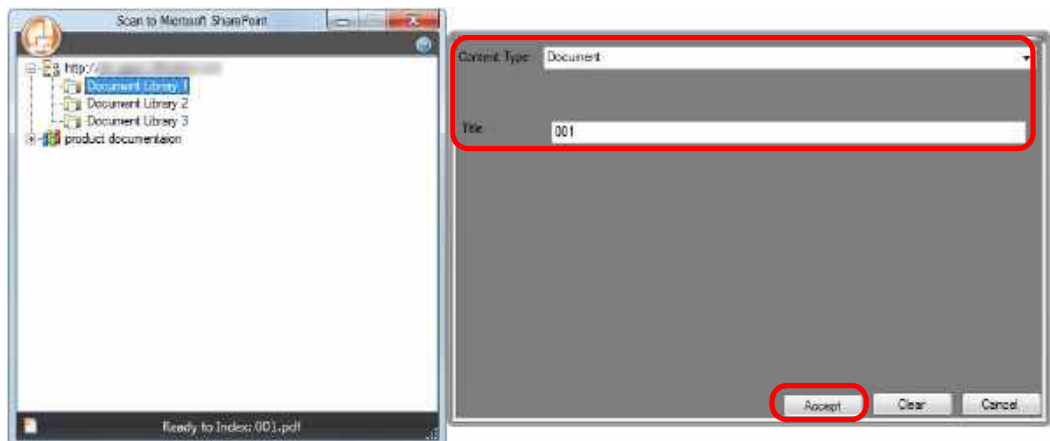 Scan to Microsoft SharePoint
http:/
Document Library 1
Document Library 2
Document Library 3
product documentaion
Ready to Index: 001.pdf
Content Type
Document
Title
001
Accept
Clear
Cancel